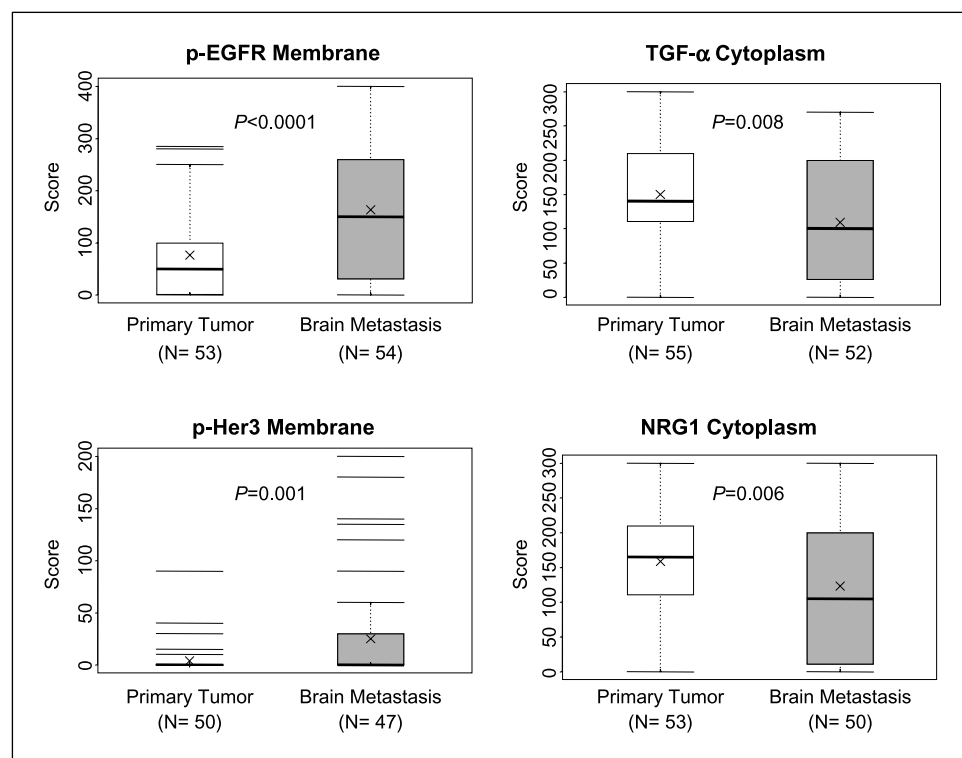 p-EGFR Membrane
Score
0 100 200 300 400
P<0.0001
Primary Tumor
(N= 53)
Brain Metastasis
(N= 54)
TGF-α Cytoplasm
Score
0 50 100 150 200 250 300
P=0.008
Primary Tumor
(N= 55)
Brain Metastasis
(N= 52)
p-Her3 Membrane
Score
0 50 100 150 200
P=0.001
Primary Tumor
(N= 50)
Brain Metastasis
(N= 47)
NRG1 Cytoplasm
Score
0 50 100 150 200 250 300
P=0.006
Primary Tumor
(N= 53)
Brain Metastasis
(N= 50)